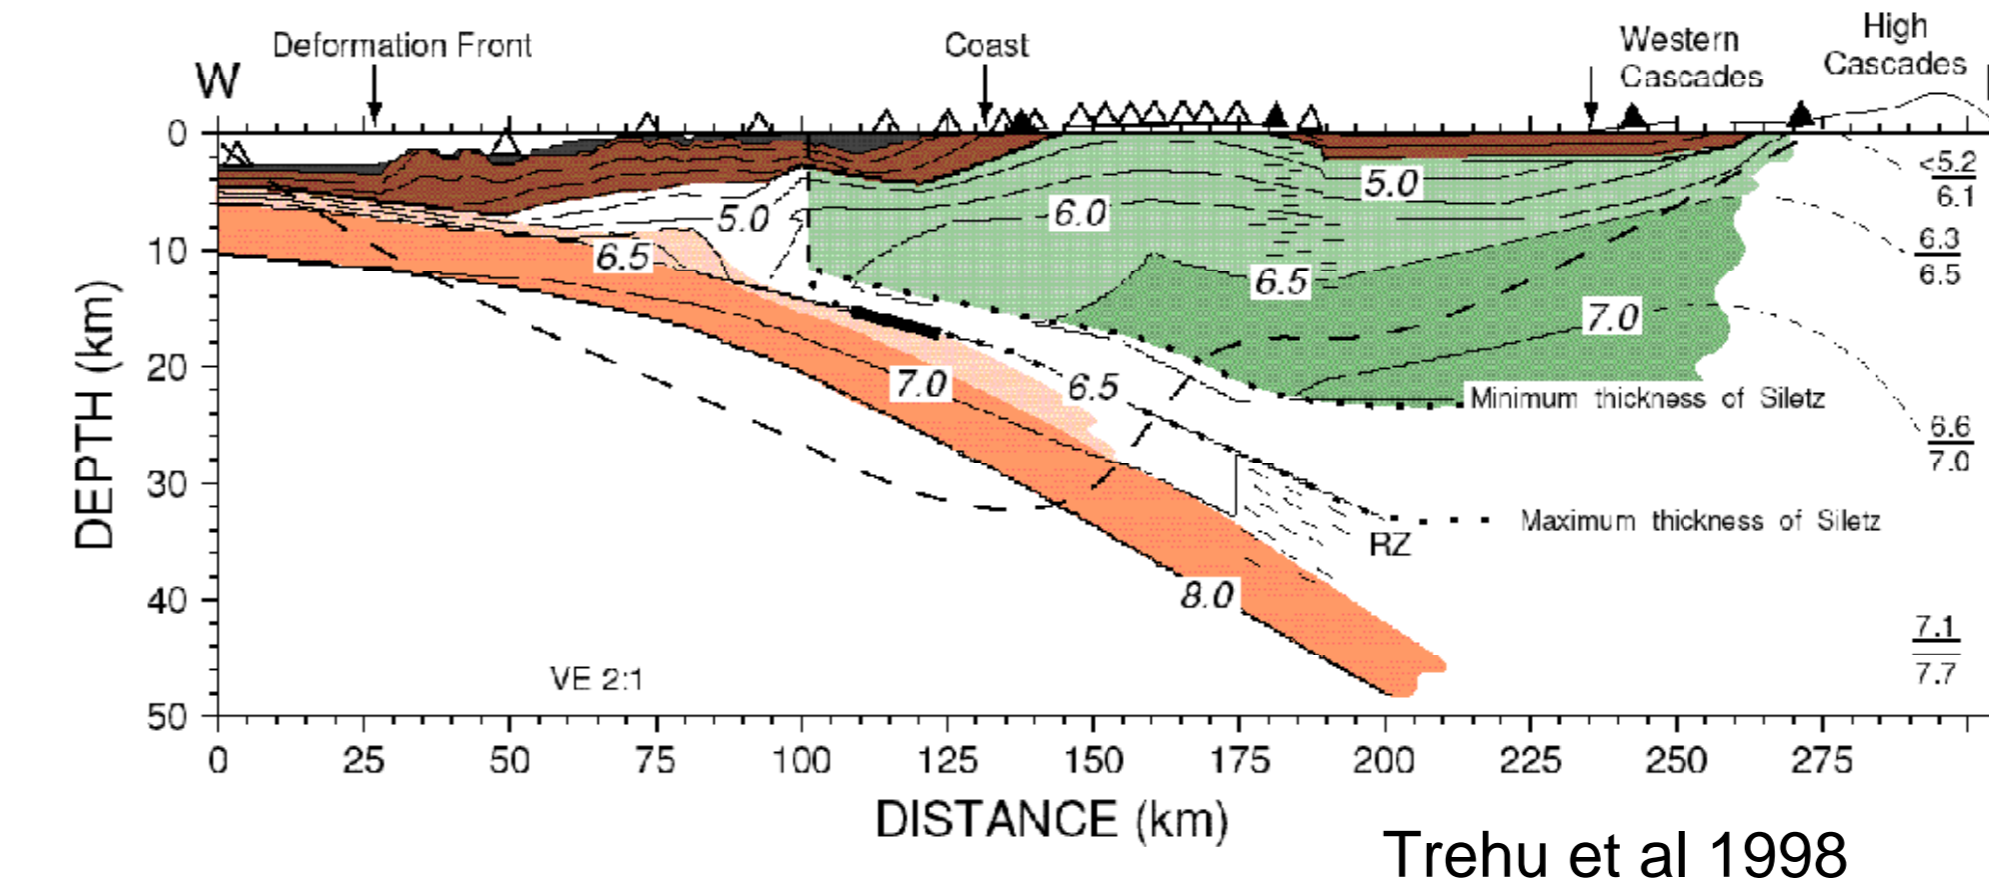 High
Western
Deformation Front
Coast
Cascades
Cascades
W
0
<5.2
6.1
5.0
5.0
6.0
6.3
6.5
10
6.5
6.5
7.0
20
7.0
6.5
Minimum thickness of Siletz
6.6
7.0
30
Maximum thickness of Siletz
RZ
40
8.0
7.1
7.7
VE 2:1
50
DEPTH (km)
0 25 50 75 100 125 150 175 200 225 250 275
DISTANCE (km)
Trehu et al 1998